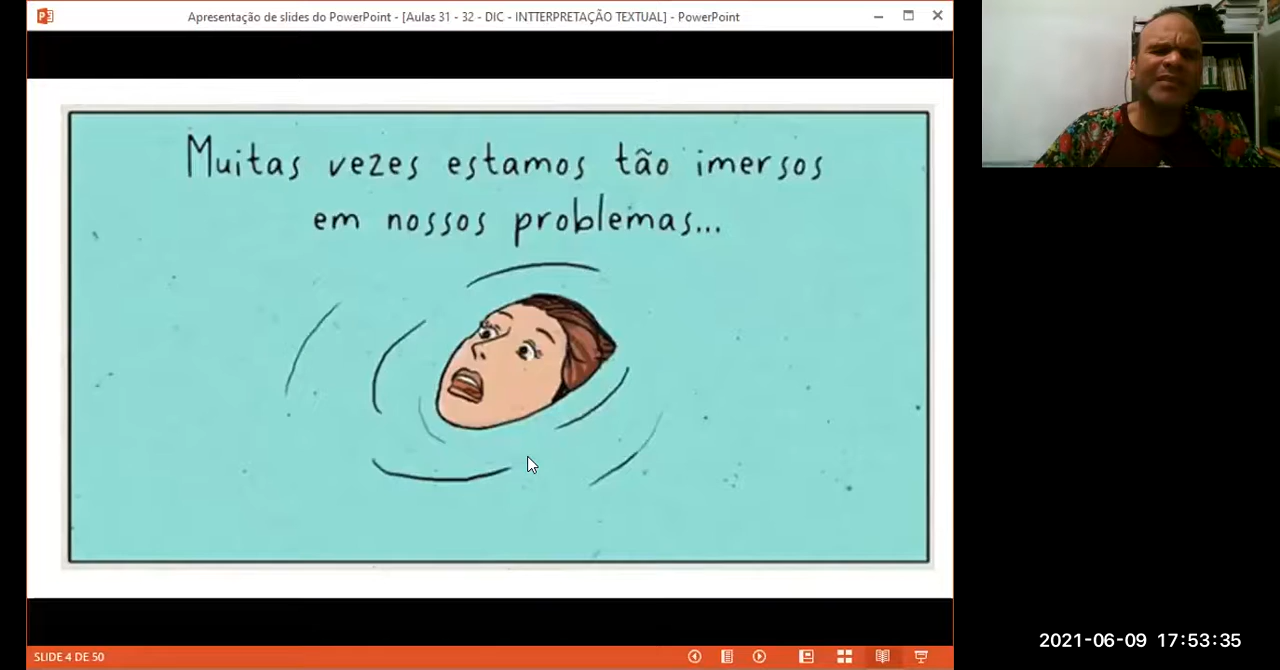 Apresentação de slides do PowerPoint - [Aulas 31 - 32 - DIC - INTTERPRETAÇÃO TEXTUAL] - PowerPoint
Muitas vezes estamos tão imersos
em nossos problemas...
SLIDE 4 DE 50
2021-06-09 17:53:35